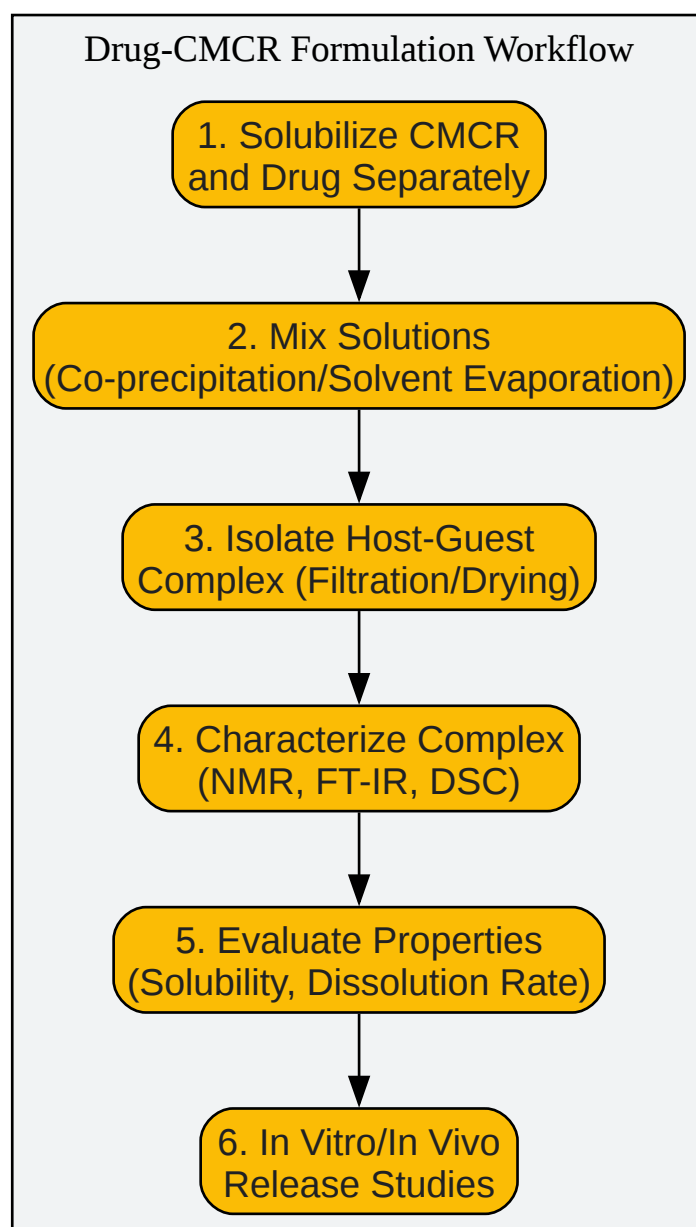 Drug-CMCR Formulation Workflow
1. Solubilize CMCR
and Drug Separately
2. Mix Solutions
(Co-precipitation/Solvent Evaporation)
3. Isolate Host-Guest
Complex (Filtration/Drying)
4. Characterize Complex
(NMR, FT-IR, DSC)
5. Evaluate Properties
(Solubility, Dissolution Rate)
6. In Vitro/In Vivo
Release Studies